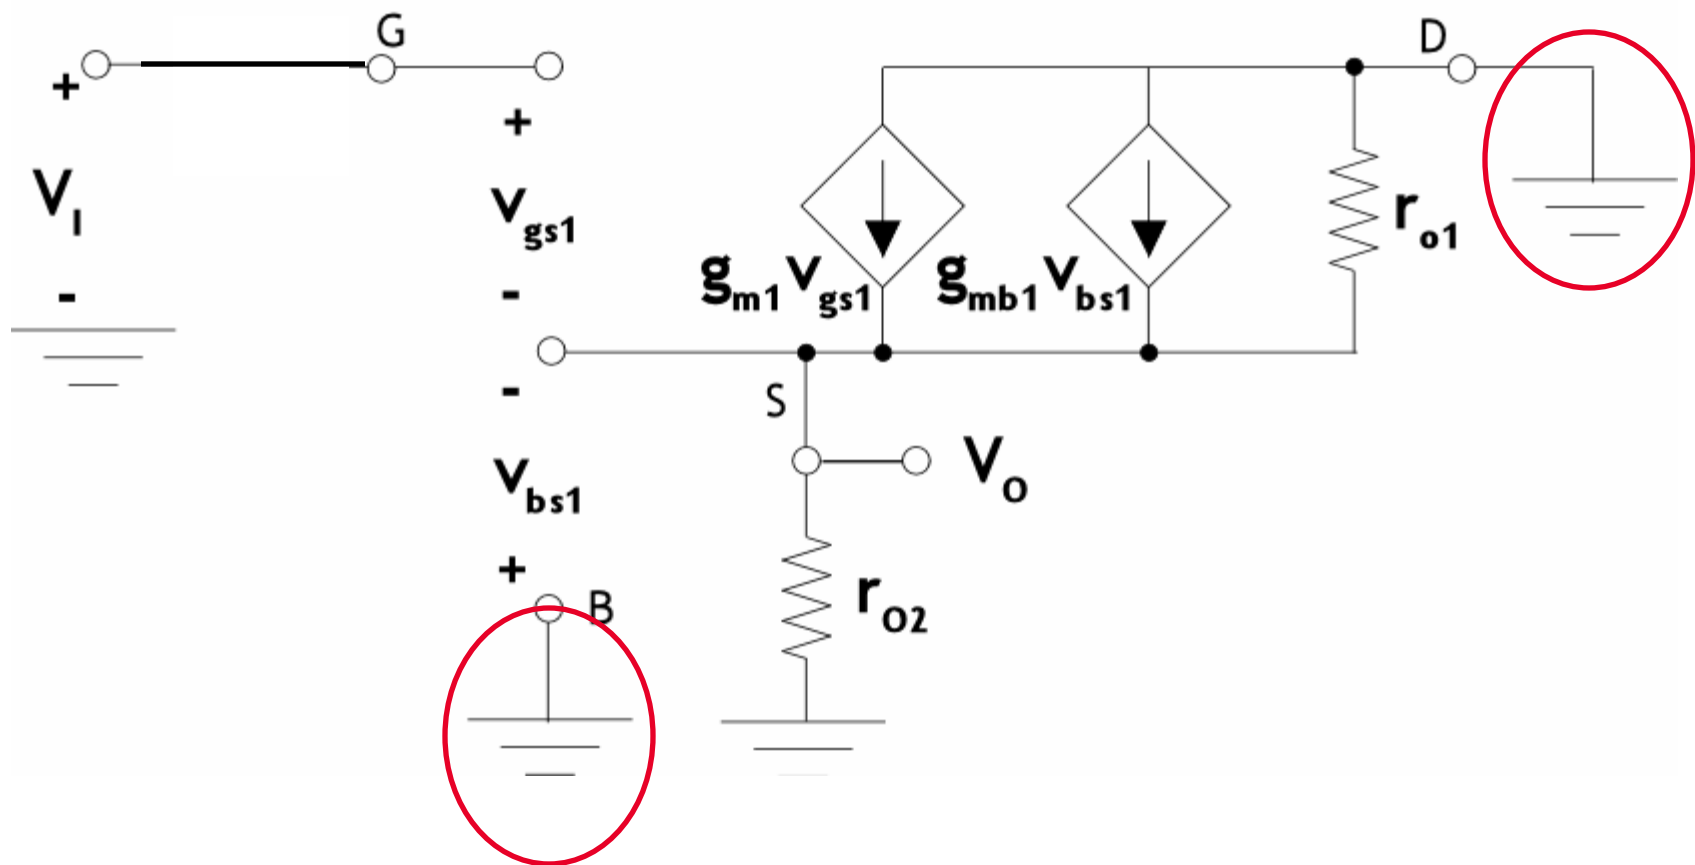 G
D
+
V_I
-
+
v_gs1
-
g_m1 v_gs1
g_mb1 v_bs1
r_o1
-
v_bs1
+
S
V_O
B
r_O2